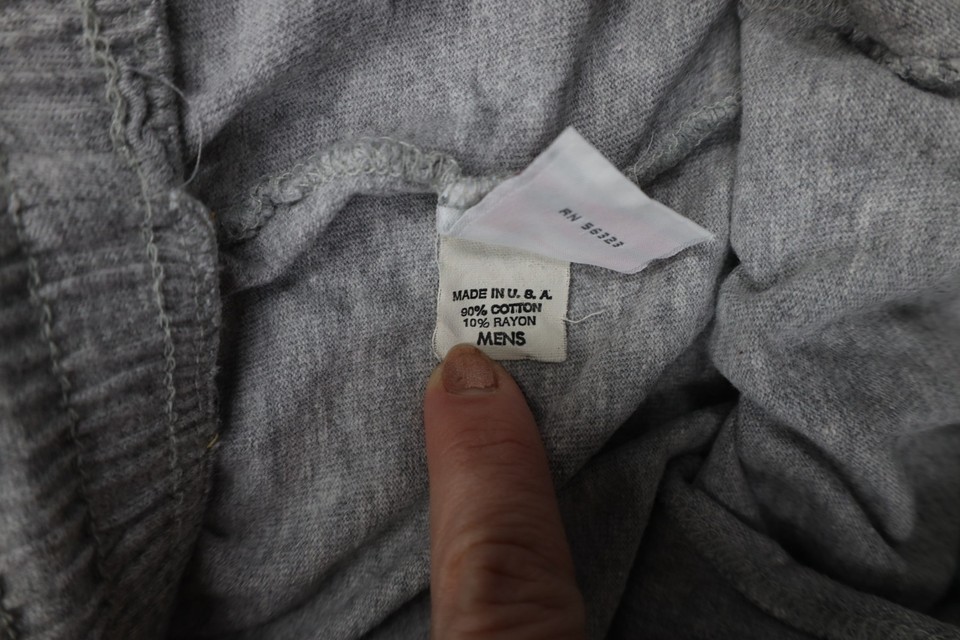 RN 56323
MADE IN U. S. A.
90% COTTON
10% RAYON
MENS